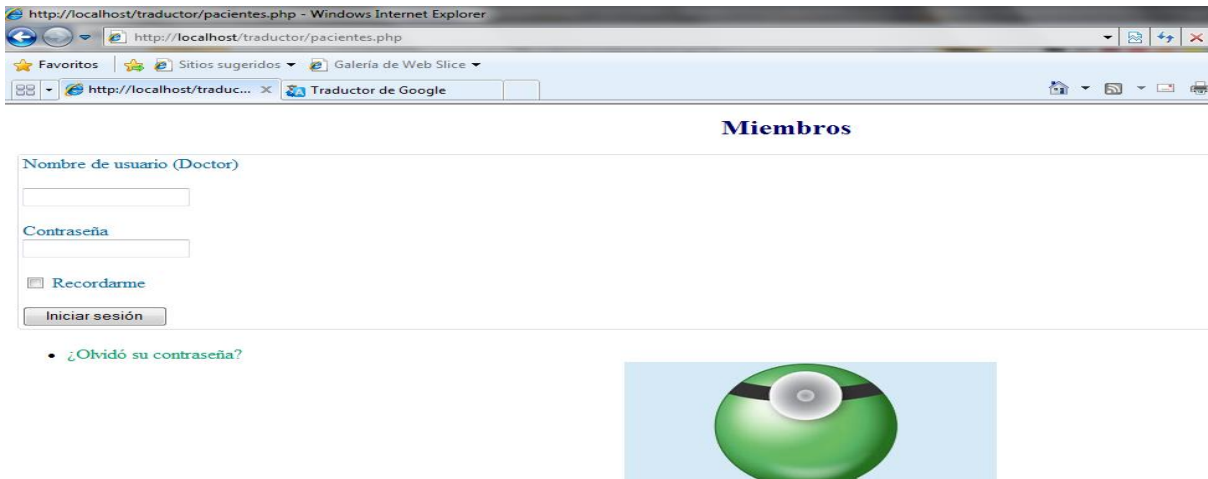 http://localhost/traductor/pacientes.php - Windows Internet Explorer
http://localhost/traductor/pacientes.php
Favoritos Sitios sugeridos Galería de Web Slice
http://localhost/traduc... Traductor de Google
Miembros
Nombre de usuario (Doctor)
Contraseña
Recordarme
Iniciar sesión
¿Olvidó su contraseña?